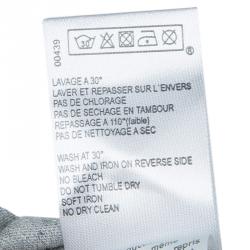 00439
30
®
LAVAGE A 30°
LAVER ET REPASSER SUR L'ENVERS
PAS DE CHLORAGE
PAS DE SECHAGE EN TAMBOUR
REPASSAGE A 110°(faible)
PAS DE NETTOYAGE A SEC
WASH AT 30°
WASH AND IRON ON REVERSE SIDE
NO BLEACH
DO NOT TUMBLE DRY
SOFT IRON
NO DRY CLEAN